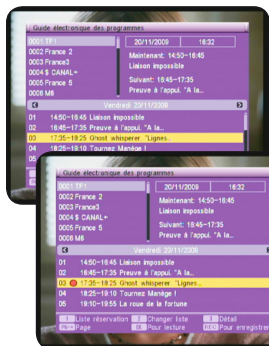 Guide électronique des programmes
0001 TF1
0002 France 2
0003 France3
0004 $ CANAL+
0005 France 5
0006 M6
20/11/2009 16:32
Maintenant: 14:50-16:45
Liaison impossible
Suivant: 16:45-17:35
Preuve à l'appui. "A la...
Vendredi 20/11/2009
01 14:50-16:45 Liaison impossible
02 16:45-17:35 Preuve à l'appui. "A la...
03 17:35-18:25 Ghost whisperer. "Lignes..
04 18:25-19:10 Tournez Manège !
05
Guide électronique des programmes
0001 TF1
0002 France 2
0003 France3
0004 $ CANAL+
0005 France 5
0006 M6
20/11/2009 16:32
Maintenant: 14:50-16:45
Liaison impossible
Suivant: 16:45-17:35
Preuve à l'appui. "A la...
Vendredi 20/11/2009
01 14:50-16:45 Liaison impossible
02 16:45-17:35 Preuve à l'appui. "A la...
03 17:35-18:25 Ghost whisperer. "Lignes..
04 18:25-19:10 Tournez Manège !
05 19:10-19:55 La roue de la fortune
Liste réservation Changer liste Détail
Page OK Pour lecture REC Pour enregistrer